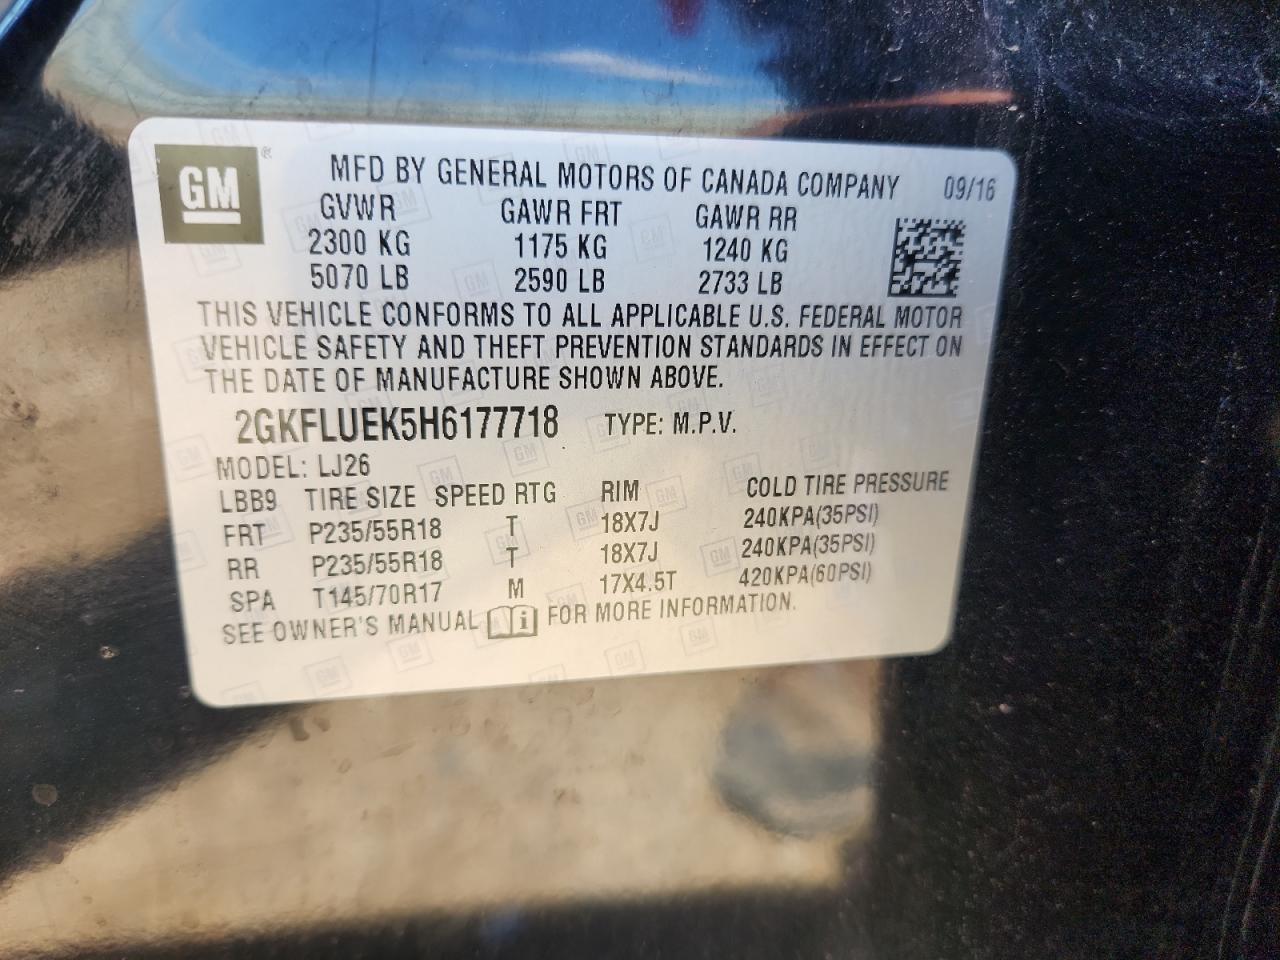 GM ® MFD BY GENERAL MOTORS OF CANADA COMPANY 09/16
GVWR GAWR FRT GAWR RR
2300 KG 1175 KG 1240 KG
5070 LB 2590 LB 2733 LB
THIS VEHICLE CONFORMS TO ALL APPLICABLE U.S. FEDERAL MOTOR
VEHICLE SAFETY AND THEFT PREVENTION STANDARDS IN EFFECT ON
THE DATE OF MANUFACTURE SHOWN ABOVE.
2GKFLUEK5H6177718 TYPE: M.P.V.
MODEL: LJ26
LBB9 TIRE SIZE SPEED RTG RIM COLD TIRE PRESSURE
FRT P235/55R18 T 18X7J 240KPA(35PSI)
RR P235/55R18 T 18X7J 240KPA(35PSI)
SPA T145/70R17 M 17X4.5T 420KPA(60PSI)
SEE OWNER'S MANUAL i FOR MORE INFORMATION.